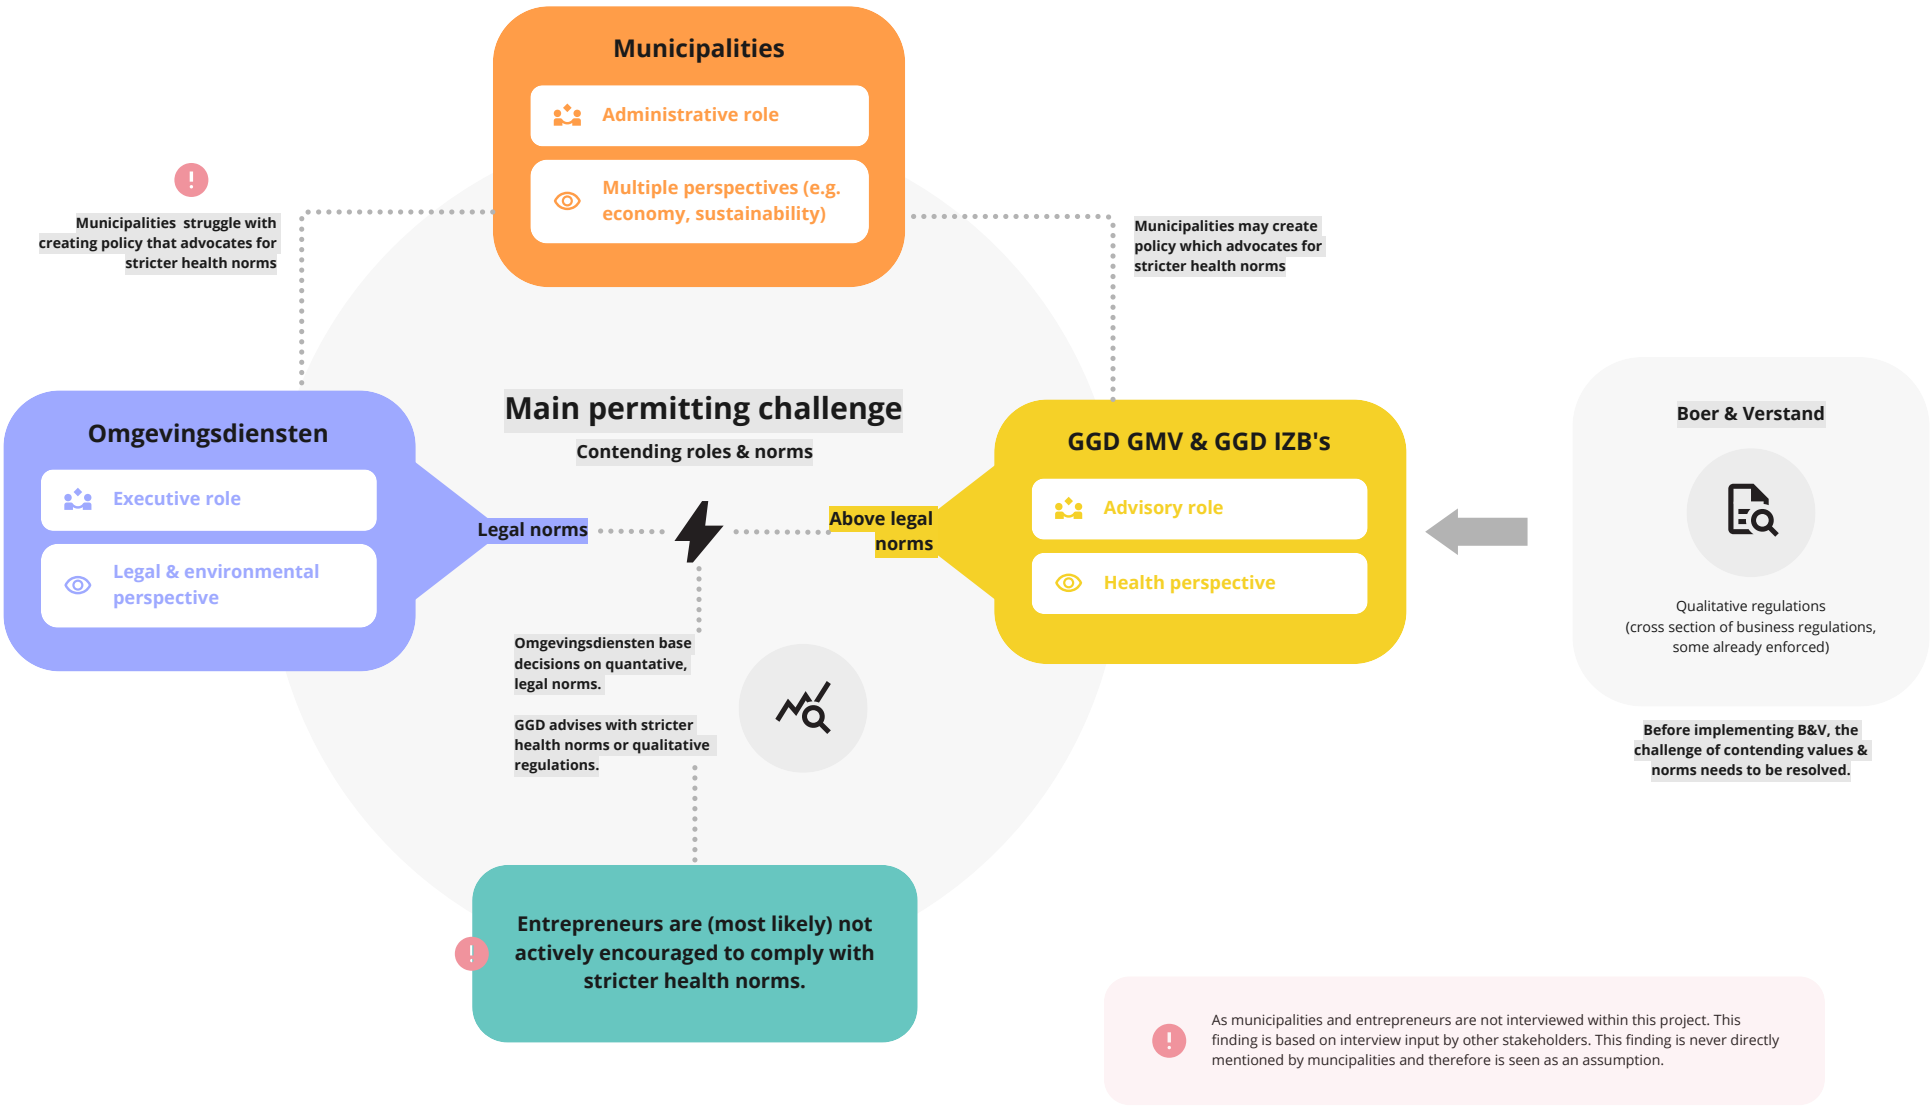 Municipalities
Administrative role
Multiple perspectives (e.g.
economy, sustainability)
Municipalities struggle with
creating policy that advocates for
stricter health norms
Municipalities may create
policy which advocates for
stricter health norms
Main permitting challenge
Contending roles & norms
Omgevingsdiensten
Executive role
Legal & environmental
perspective
Legal norms
Above legal
norms
GGD GMV & GGD IZB's
Advisory role
Health perspective
Boer & Verstand
Qualitative regulations
(cross section of business regulations,
some already enforced)
Before implementing B&V, the
challenge of contending values &
norms needs to be resolved.
Omgevingsdiensten base
decisions on quantative,
legal norms.
GGD advises with stricter
health norms or qualitative
regulations.
Entrepreneurs are (most likely) not
actively encouraged to comply with
stricter health norms.
As municipalities and entrepreneurs are not interviewed within this project. This
finding is based on interview input by other stakeholders. This finding is never directly
mentioned by muncipalities and therefore is seen as an assumption.